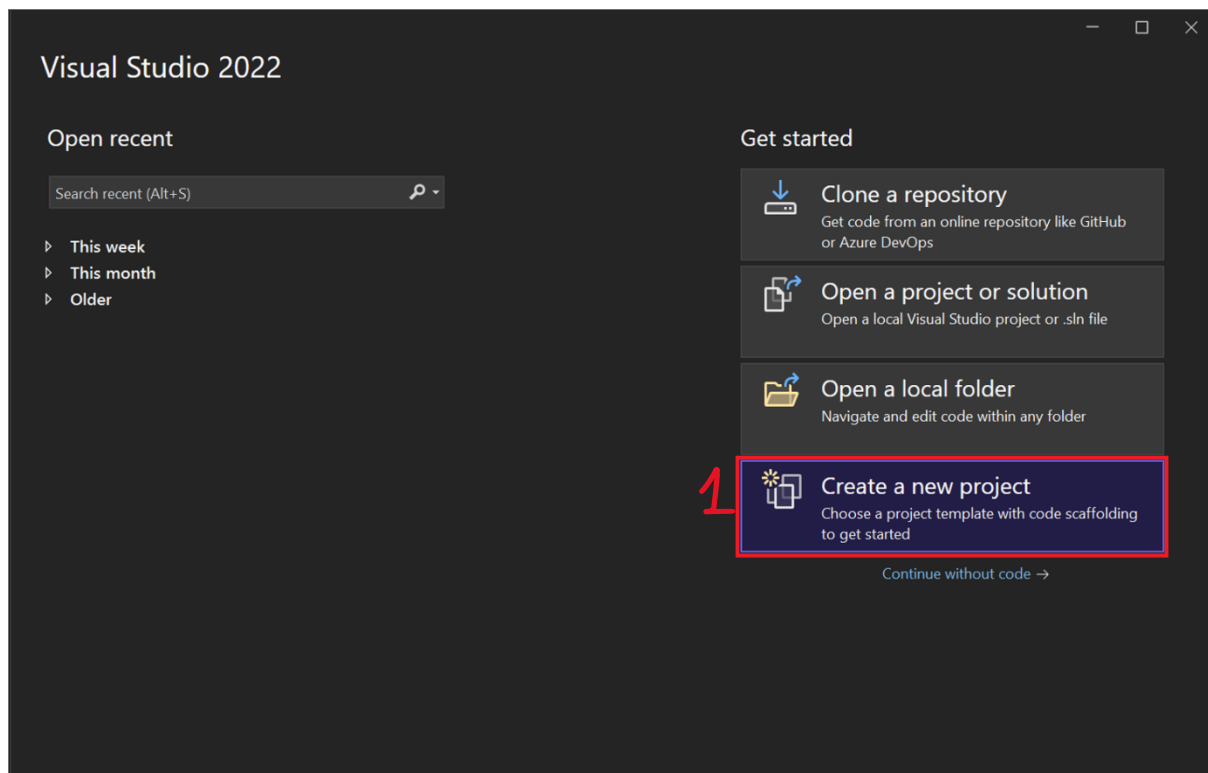 Visual Studio 2022
Open recent
Search recent (Alt+S)
This week
This month
Older
Get started
Clone a repository
Get code from an online repository like GitHub
or Azure DevOps
Open a project or solution
Open a local Visual Studio project or .sln file
Open a local folder
Navigate and edit code within any folder
1
Create a new project
Choose a project template with code scaffolding
to get started
Continue without code →